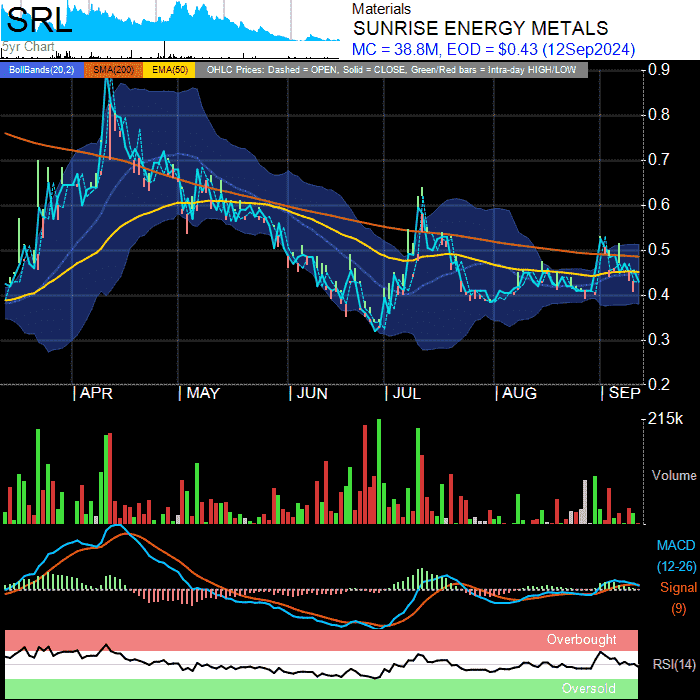 SRL
5yr Chart
Materials
SUNRISE ENERGY METALS
MC = 38.8M, EOD = $0.43 (12Sep2024)
BollBands(20,2) SMA(200) EMA(50) OHLC Prices: Dashed = OPEN, Solid = CLOSE, Green/Red bars = Intra-day HIGH/LOW
0.9
0.8
0.7
0.6
0.5
0.4
0.3
0.2
APR MAY JUN JUL AUG SEP
215k
Volume
MACD
(12-26)
Signal
(9)
Overbought
RSI(14)
Oversold